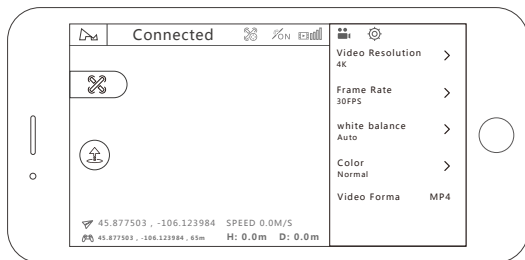 Connected
ON
Video Resolution
4K
Frame Rate
30FPS
white balance
Auto
Color
Normal
Video Forma MP4
45.877503 , -106.123984 SPEED 0.0M/S
45.877503 , -106.123984 , 65m H: 0.0m D: 0.0m